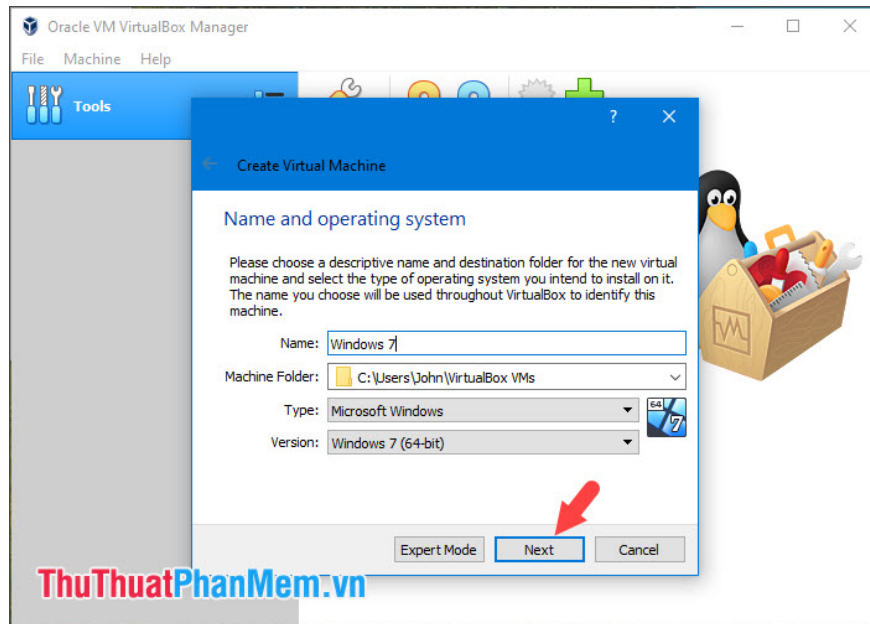 Oracle VM VirtualBox Manager
File Machine Help
Tools
?
Create Virtual Machine
Name and operating system
Please choose a descriptive name and destination folder for the new virtual
machine and select the type of operating system you intend to install on it.
The name you choose will be used throughout VirtualBox to identify this
machine.
Name: Windows 7
Machine Folder: C:\Users\John\VirtualBox VMs
Type: Microsoft Windows
64
7
Version: Windows 7 (64-bit)
Expert Mode Next Cancel
ThuThuatPhanMem.vn